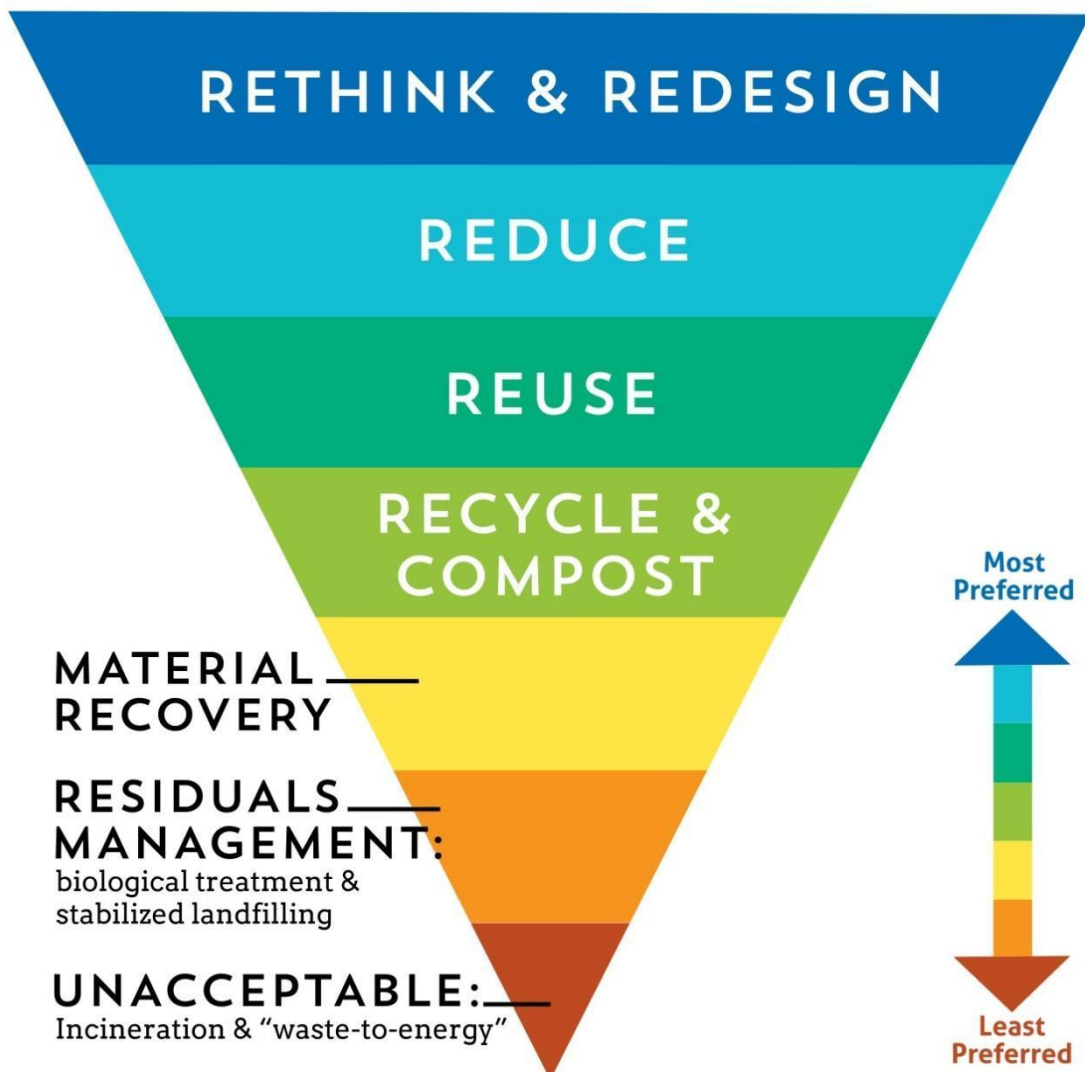 RETHINK & REDESIGN
REDUCE
REUSE
RECYCLE &
COMPOST
MATERIAL
RECOVERY
RESIDUALS
MANAGEMENT:
biological treatment &
stabilized landfilling
UNACCEPTABLE:
Incineration & “waste-to-energy”
Most
Preferred
Least
Preferred